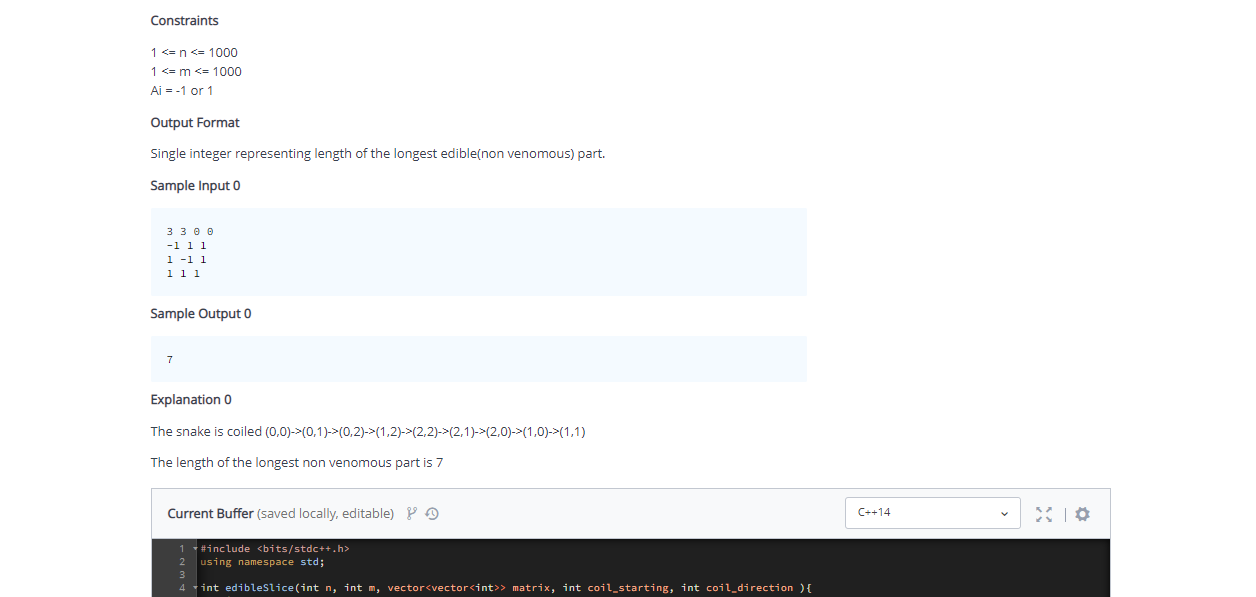 Constraints
1 <= n <= 1000
1 <= m <= 1000
Ai = -1 or 1
Output Format
Single integer representing length of the longest edible(non venomous) part.
Sample Input 0
3 3 0 0
-1 1 1
1 -1 1
1 1 1
Sample Output 0
7
Explanation 0
The snake is coiled (0,0)->(0,1)->(0,2)->(1,2)->(2,2)->(2,1)->(2,0)->(1,0)->(1,1)
The length of the longest non venomous part is 7
Current Buffer (saved locally, editable)
C++14
1 #include <bits/stdc++.h>
2 using namespace std;
3
4 int edibleSlice(int n, int m, vector<vector<int>> matrix, int coil_starting, int coil_direction ){